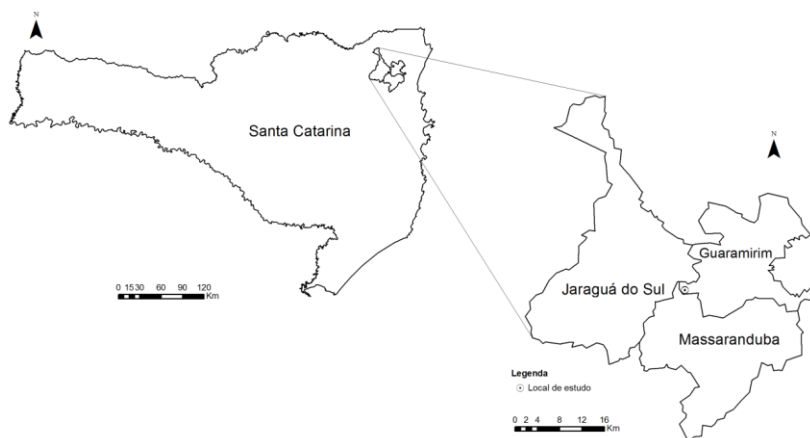 N
Santa Catarina
0 15 30 60 90 120
Km
N
Guaramirim
Jaraguá do Sul
Massaranduba
Legenda
Local de estudo
0 2 4 8 12 16
Km